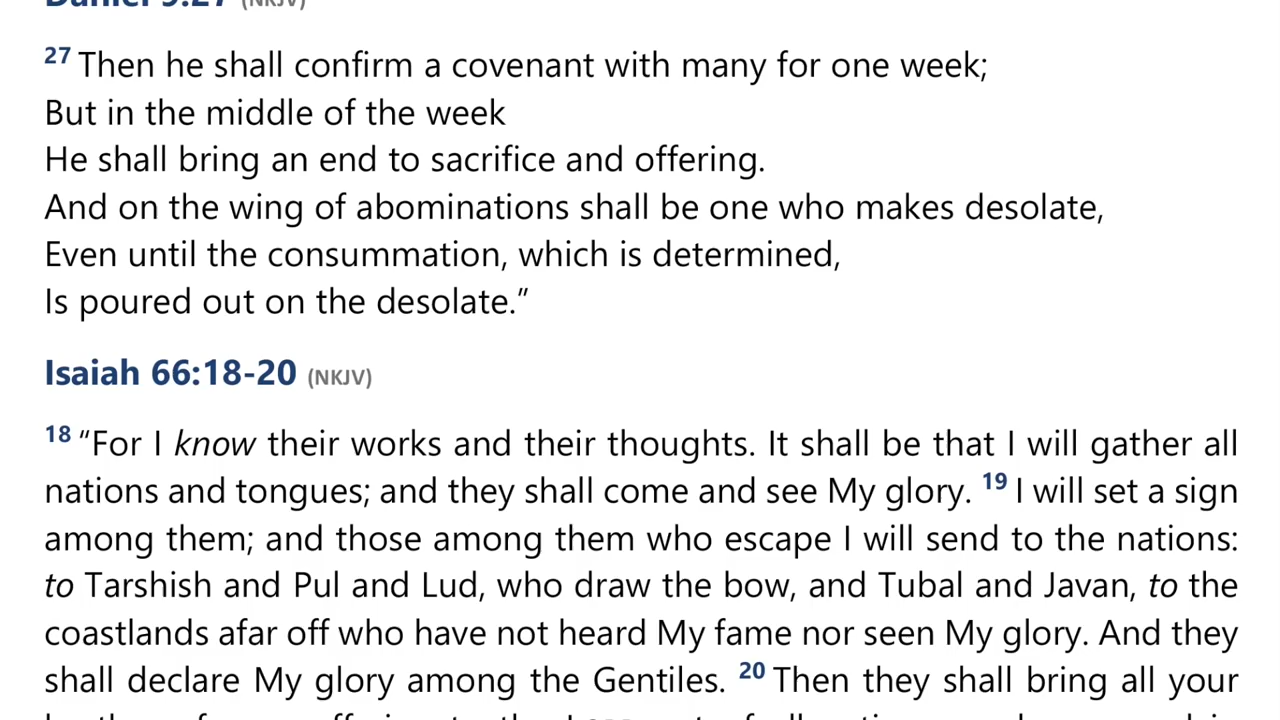 Daniel 9:27 (NKJV)
27 Then he shall confirm a covenant with many for one week;
But in the middle of the week
He shall bring an end to sacrifice and offering.
And on the wing of abominations shall be one who makes desolate,
Even until the consummation, which is determined,
Is poured out on the desolate.”
Isaiah 66:18-20 (NKJV)
18 “For I know their works and their thoughts. It shall be that I will gather all
nations and tongues; and they shall come and see My glory. 19 I will set a sign
among them; and those among them who escape I will send to the nations:
to Tarshish and Pul and Lud, who draw the bow, and Tubal and Javan, to the
coastlands afar off who have not heard My fame nor seen My glory. And they
shall declare My glory among the Gentiles. 20 Then they shall bring all your